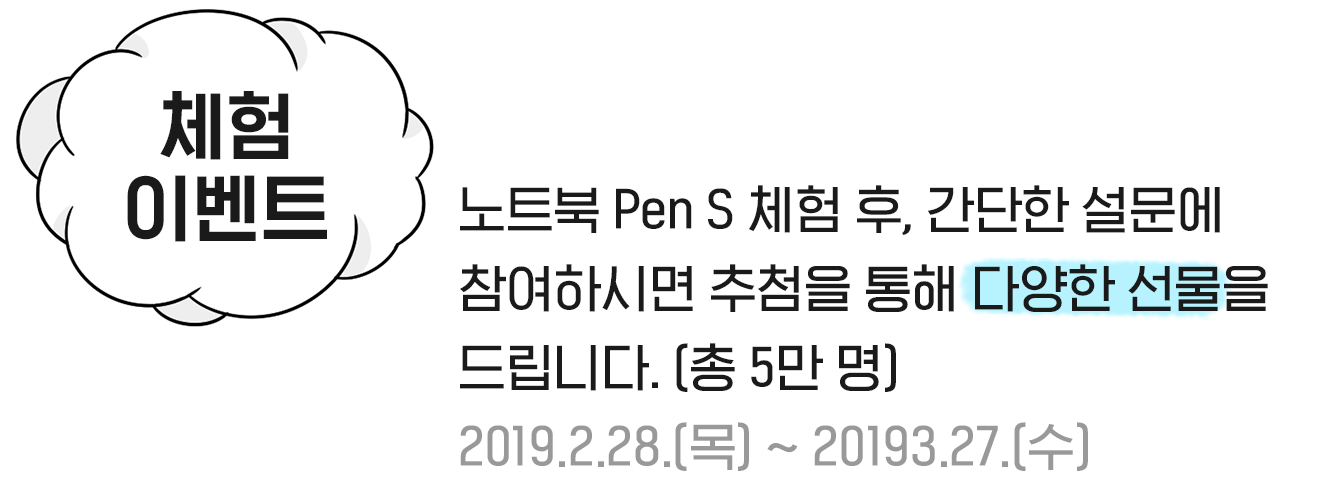 체험
이벤트
노트북 Pen S 체험 후, 간단한 설문에
참여하시면 추첨을 통해 다양한 선물을
드립니다. (총 5만 명)
2019.2.28.(목) ~ 20193.27.(수)